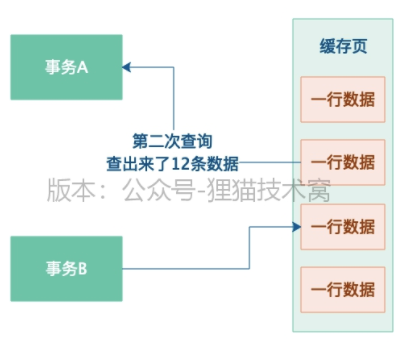 缓存页
事务A
一行数据
第二次查询
查出来了12条数据
一行数据
版本：公众号-狸猫技术窝
一行数据
事务B
一行数据